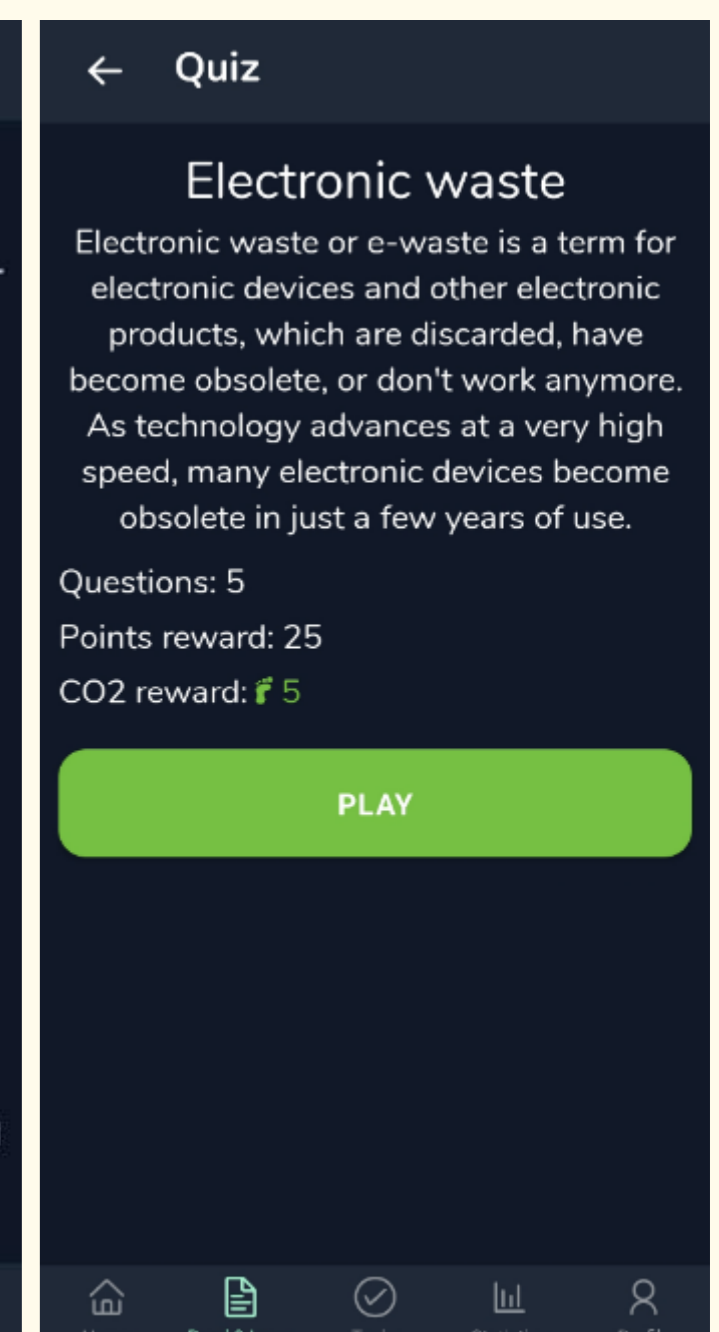 Quiz
Electronic waste
Electronic waste or e-waste is a term for
electronic devices and other electronic
products, which are discarded, have
become obsolete, or don't work anymore.
As technology advances at a very high
speed, many electronic devices become
obsolete in just a few years of use.
Questions: 5
Points reward: 25
CO2 reward: 5
PLAY